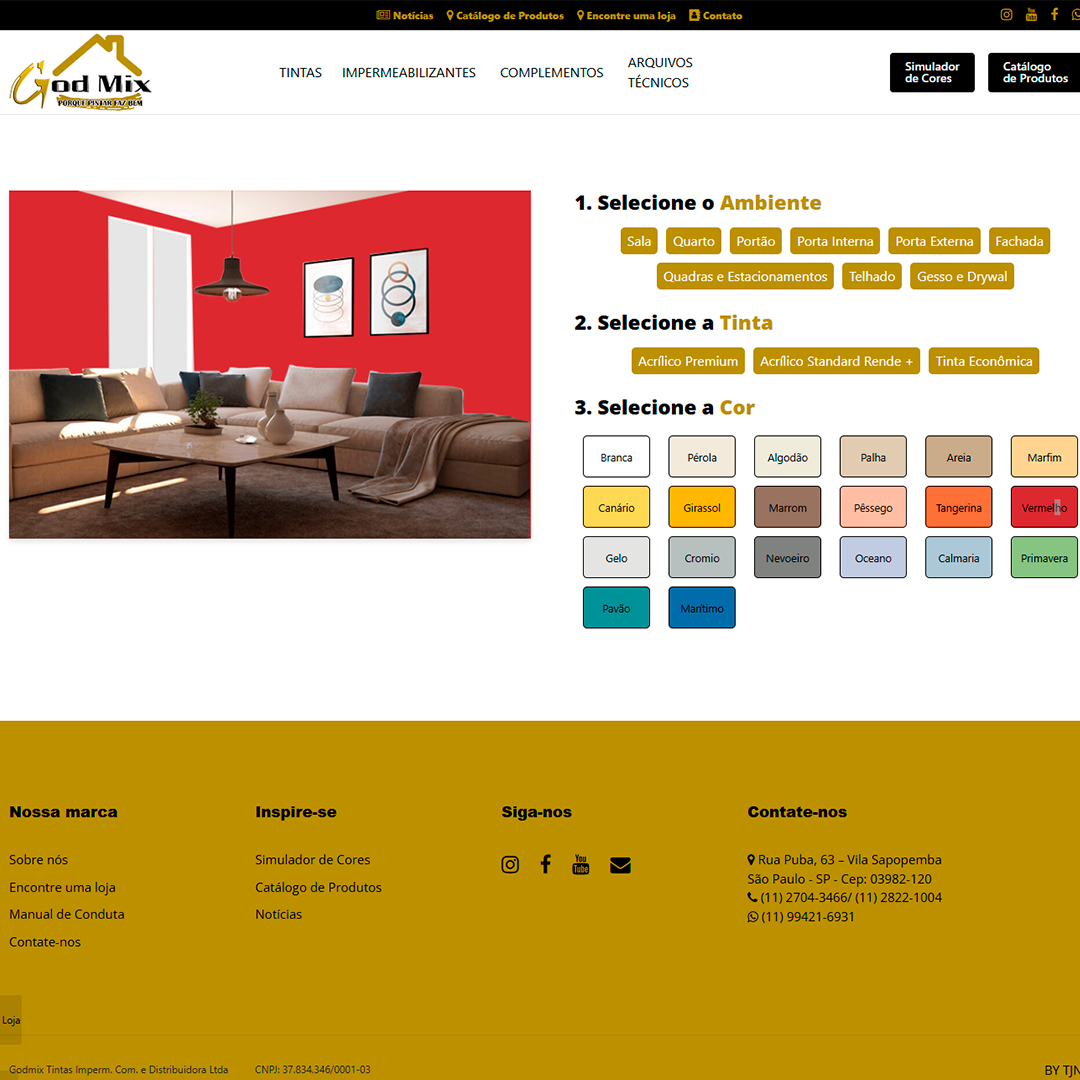 Notícias Catálogo de Produtos Encontre uma loja Contato
God Mix
PORQUE PINTAR FAZ BEM
TINTAS IMPERMEABILIZANTES COMPLEMENTOS ARQUIVOS
TÉCNICOS
Simulador
de Cores
Catálogo
de Produtos
1. Selecione o Ambiente
Sala Quarto Portão Porta Interna Porta Externa Fachada
Quadras e Estacionamentos Telhado Gesso e Drywal
2. Selecione a Tinta
Acrílico Premium Acrílico Standard Rende + Tinta Econômica
3. Selecione a Cor
Branca Pérola Algodão Palha Areia Marfim
Canário Girassol Marrom Pêssego Tangerina Vermelho
Gelo Cromio Nevoeiro Oceano Calmaria Primavera
Pavão Marítimo
Nossa marca
Sobre nós
Encontre uma loja
Manual de Conduta
Contate-nos
Inspire-se
Simulador de Cores
Catálogo de Produtos
Notícias
Siga-nos
You
Tube
Contate-nos
Rua Puba, 63 – Vila Sapopemba
São Paulo - SP - Cep: 03982-120
(11) 2704-3466/ (11) 2822-1004
(11) 99421-6931
Loja
Godmix Tintas Imperm. Com. e Distribuidora Ltda CNPJ: 37.834.346/0001-03 BY TJN